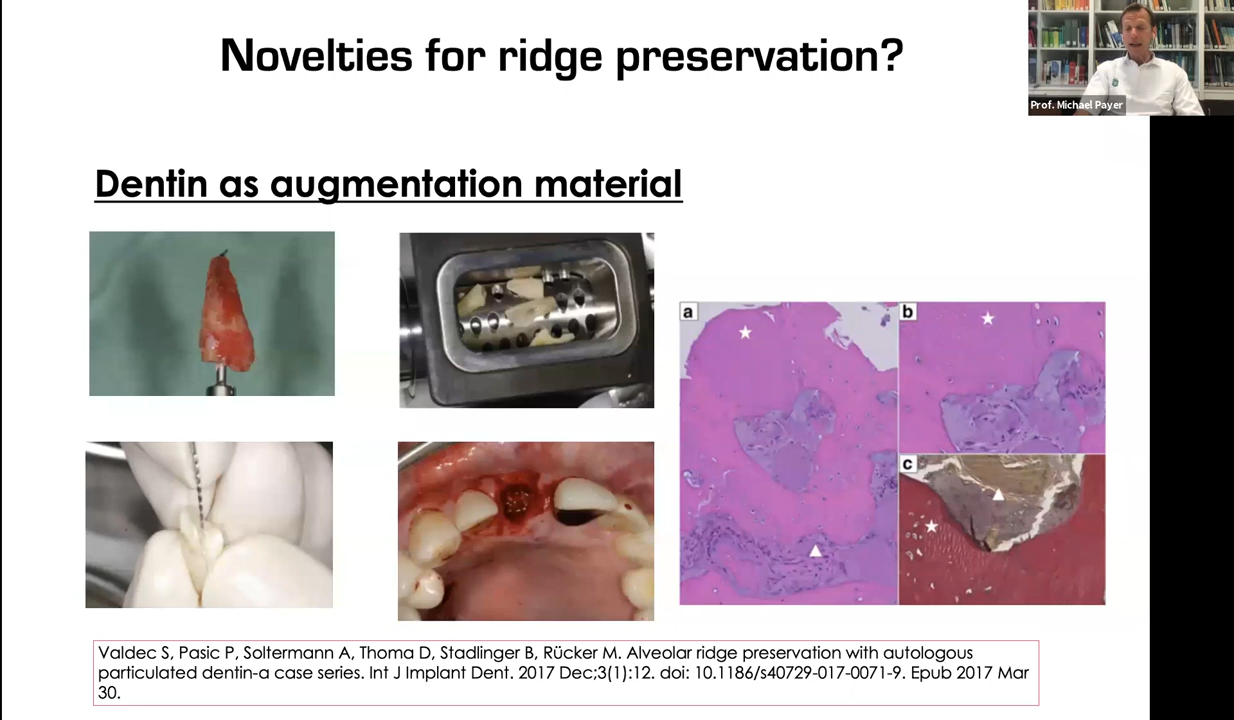 Novelties for ridge preservation?
Prof. Michael Payer
Dentin as augmentation material
a
b
c
Valdec S, Pasic P, Soltermann A, Thoma D, Stadlinger B, Rücker M. Alveolar ridge preservation with autologous
particulated dentin-a case series. Int J Implant Dent. 2017 Dec;3(1):12. doi: 10.1186/s40729-017-0071-9. Epub 2017 Mar
30.